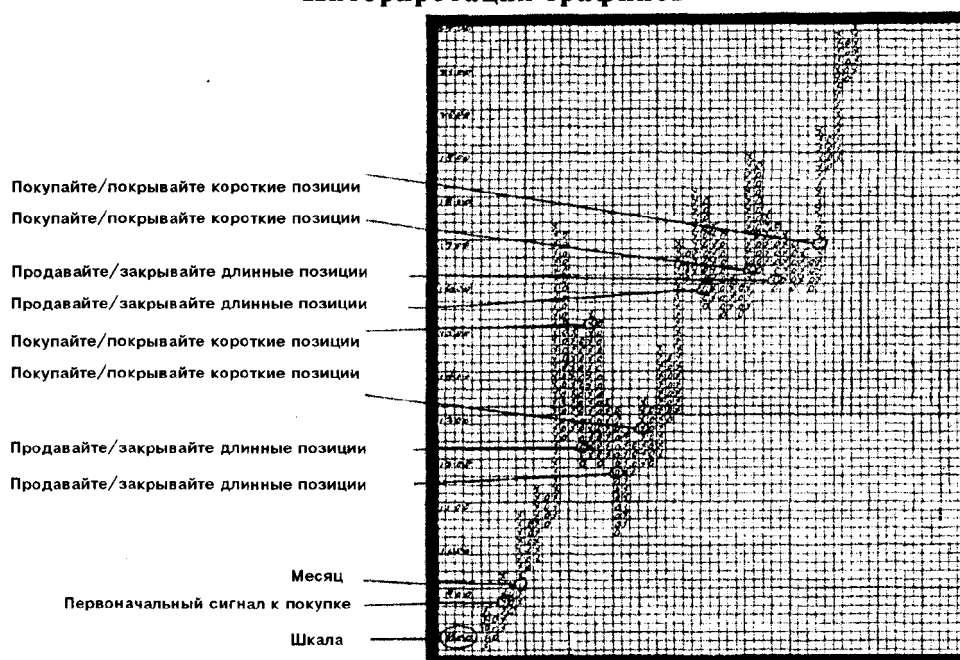 Интерпретация графиков
Покупайте/покрывайте короткие позиции
Покупайте/покрывайте короткие позиции
Продавайте/закрывайте длинные позиции
Продавайте/закрывайте длинные позиции
Покупайте/покрывайте короткие позиции
Покупайте/покрывайте короткие позиции
Продавайте/закрывайте длинные позиции
Продавайте/закрывайте длинные позиции
Месяц
Первоначальный сигнал к покупке
Шкала